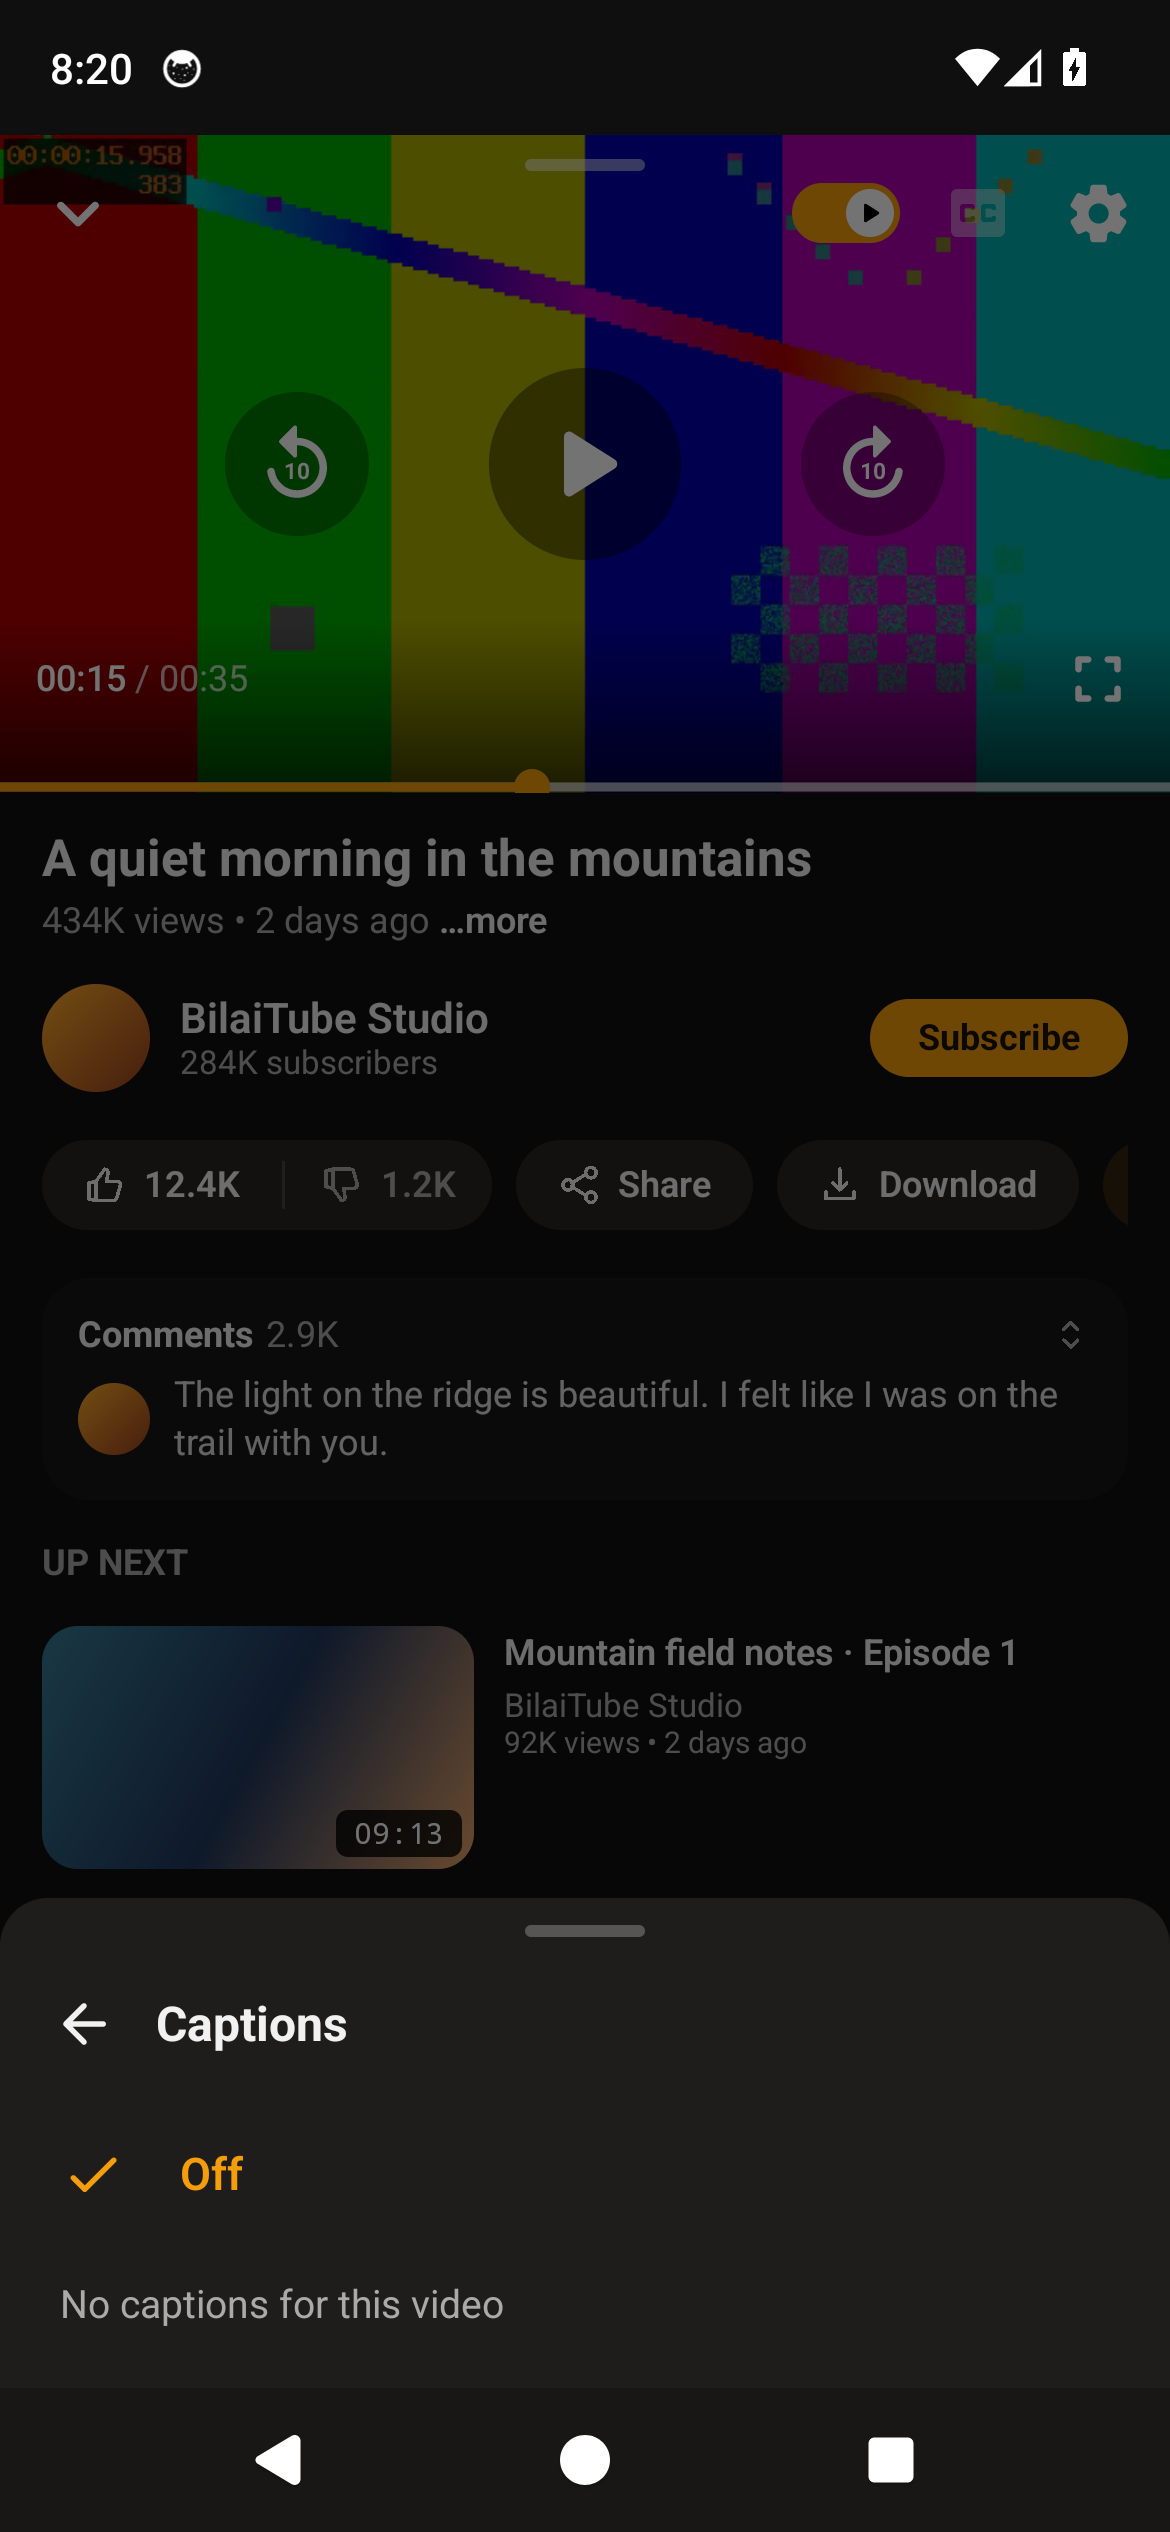 8:20
00:00:15.958
383
CC
10
10
00:15 / 00:35
A quiet morning in the mountains
434K views • 2 days ago ...more
BilaiTube Studio
284K subscribers
Subscribe
12.4K
1.2K
Share
Download
Comments 2.9K
The light on the ridge is beautiful. I felt like I was on the
trail with you.
UP NEXT
Mountain field notes · Episode 1
BilaiTube Studio
92K views • 2 days ago
09:13
Captions
Off
No captions for this video